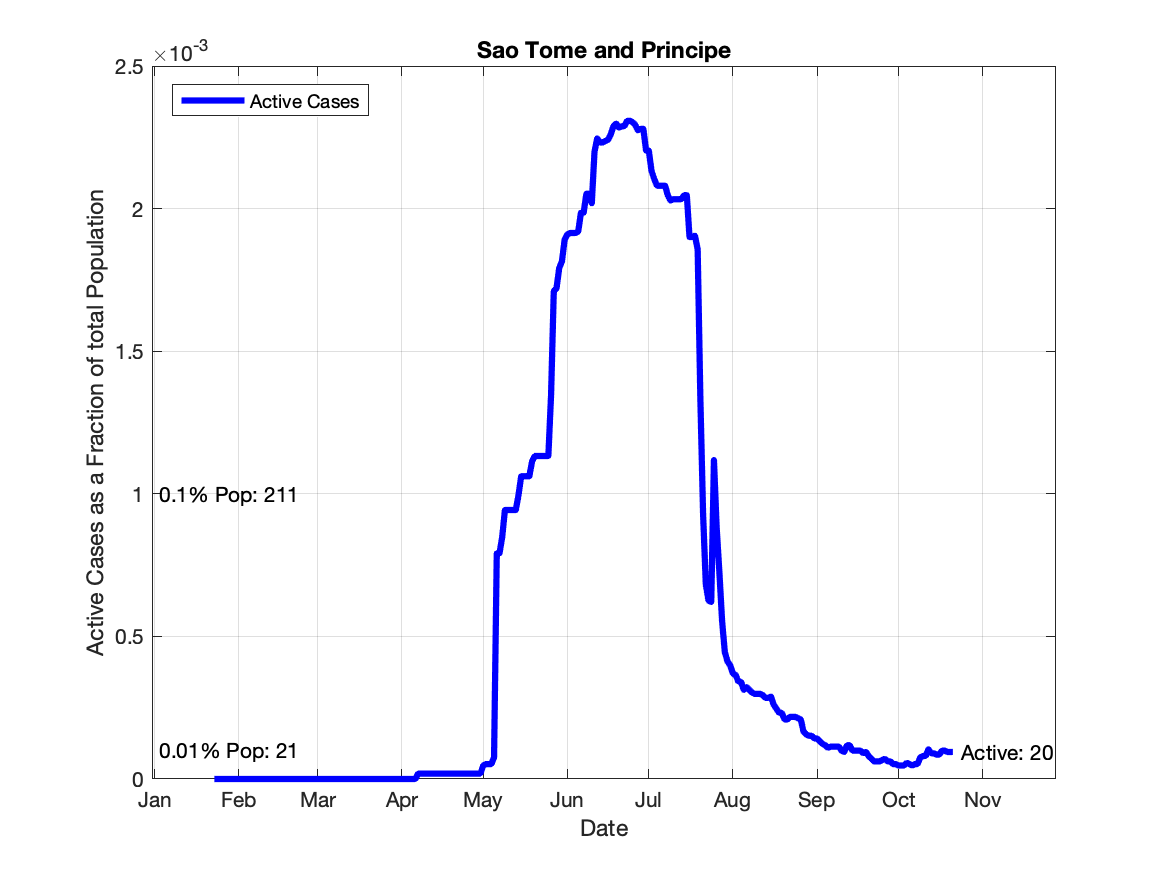 Sao Tome and Principe
×10-3
2.5
2
1.5
1
0.5
0
Active Cases as a Fraction of total Population
Active Cases
0.1% Pop: 211
0.01% Pop: 21
Active: 20
Jan Feb Mar Apr May Jun Jul Aug Sep Oct Nov
Date